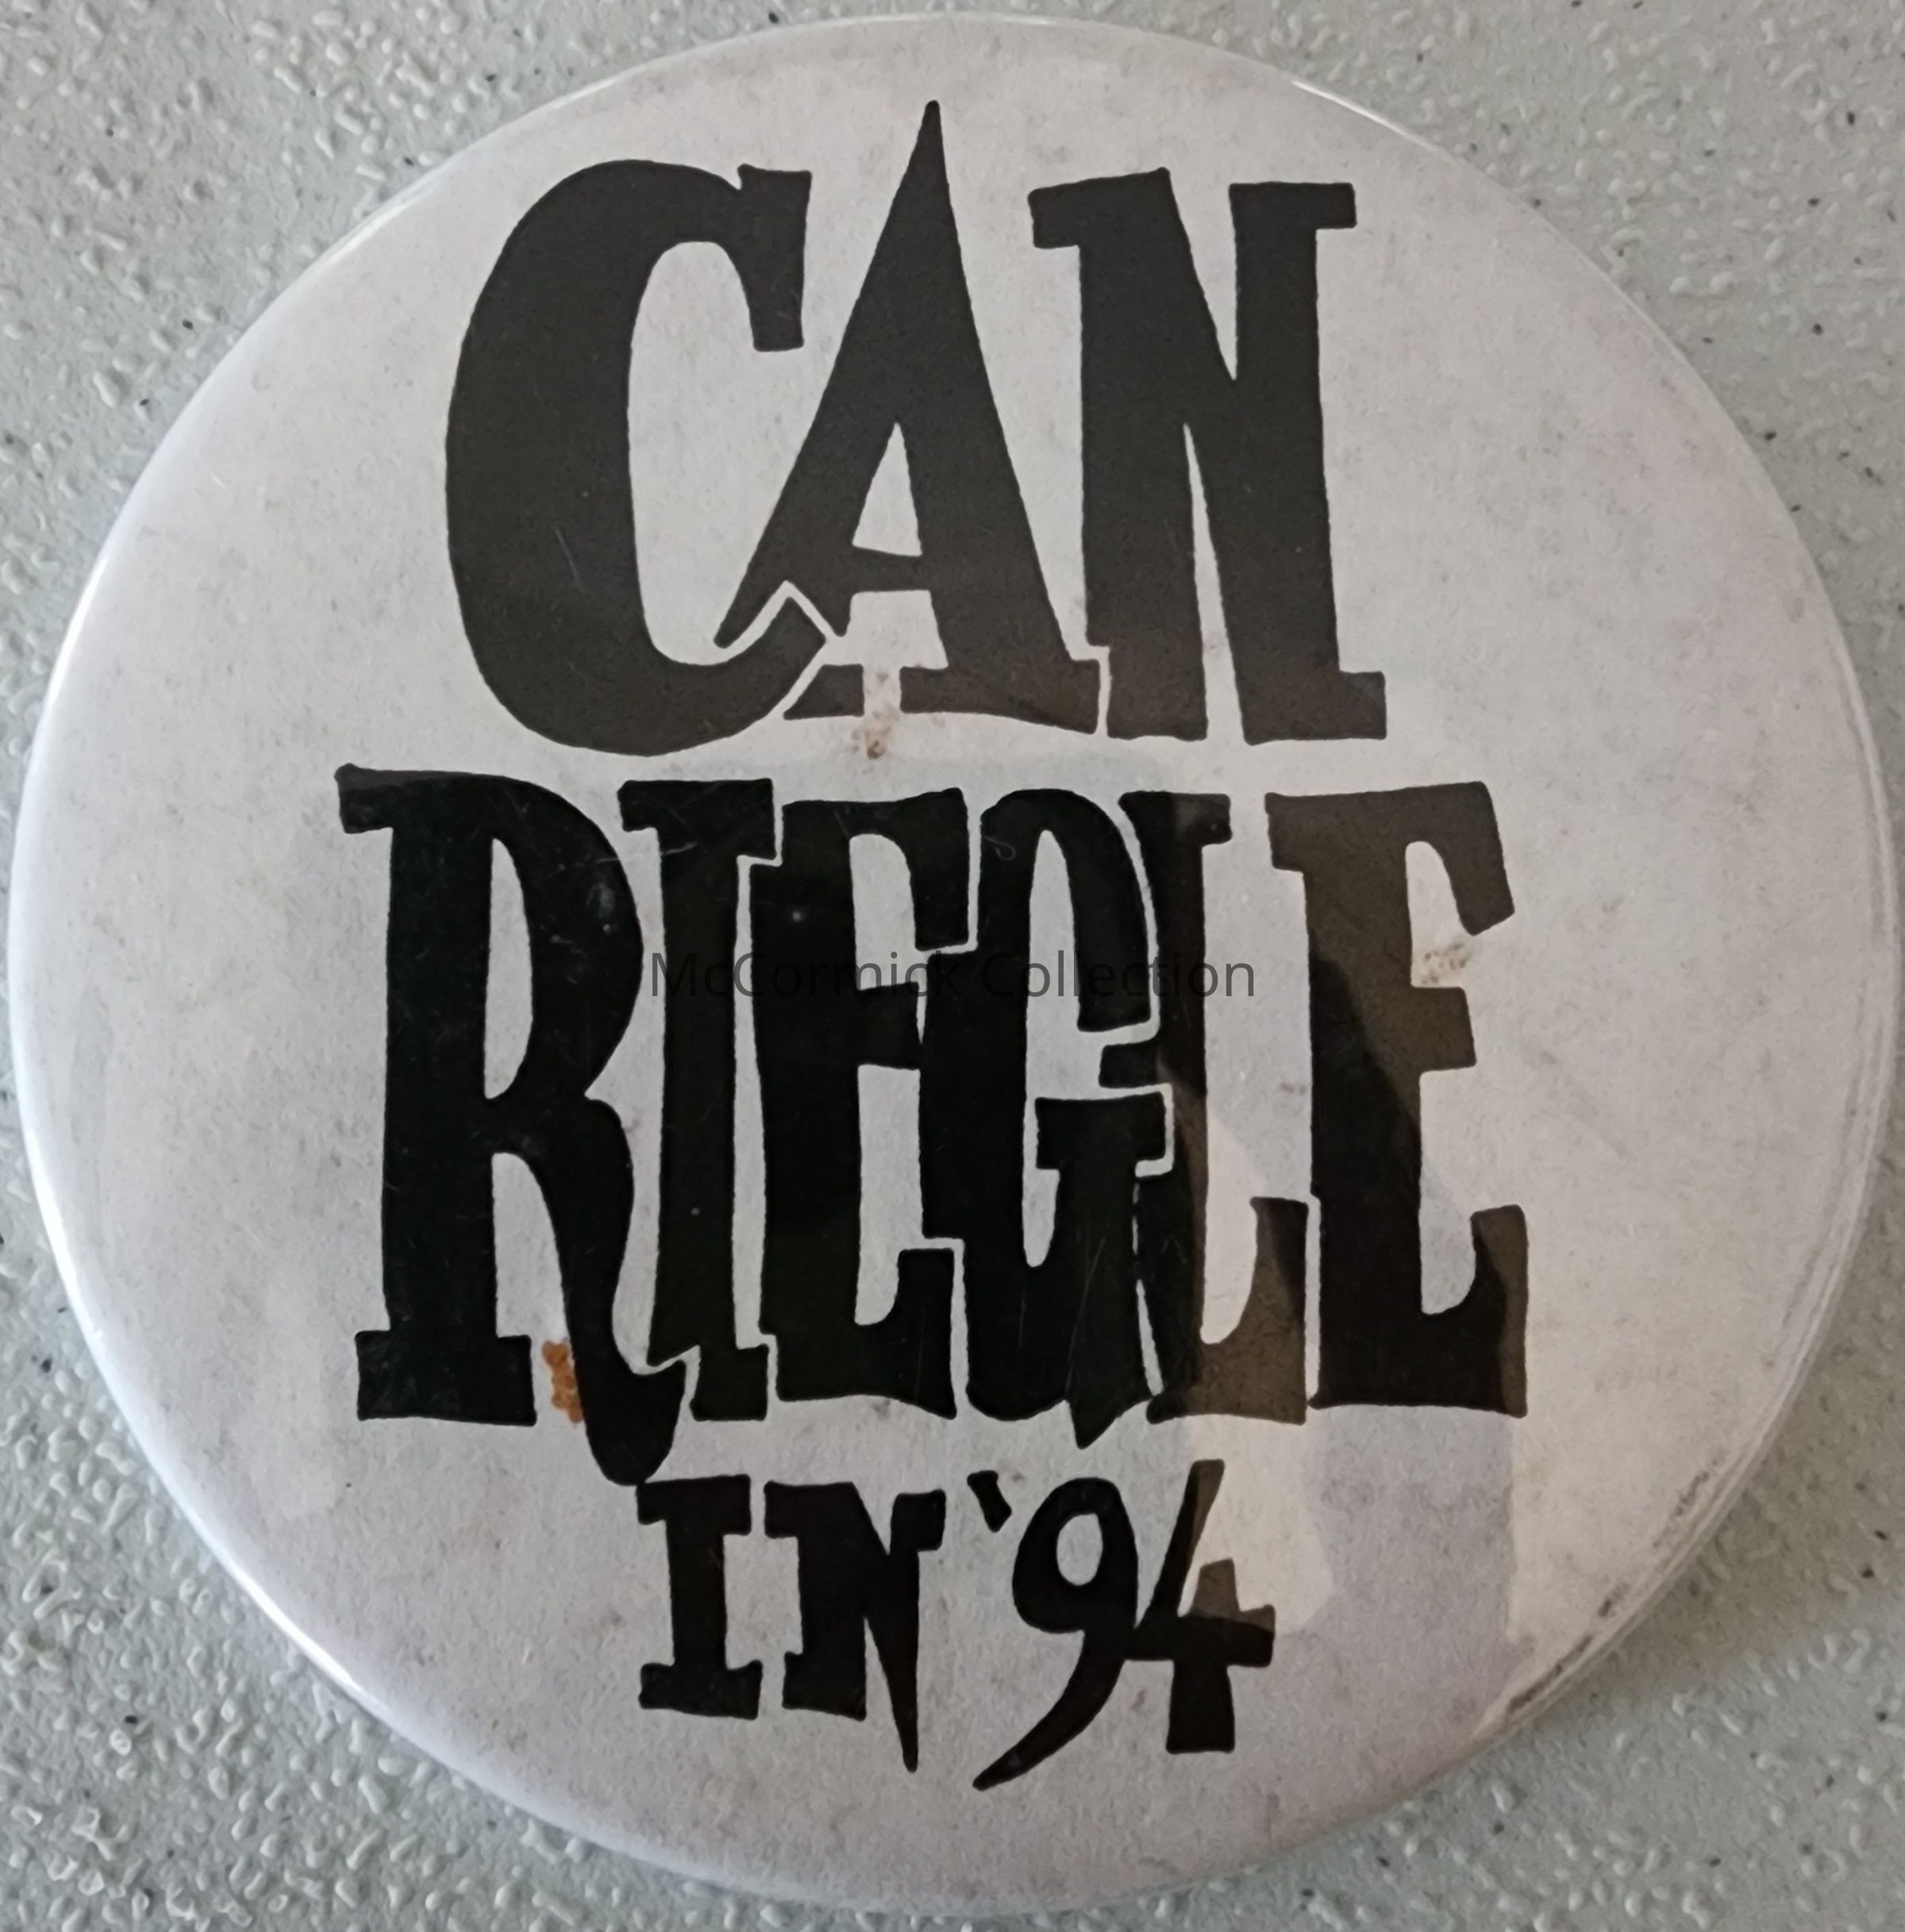 CAN
RIEGLE
McCormick Collection
IN '94